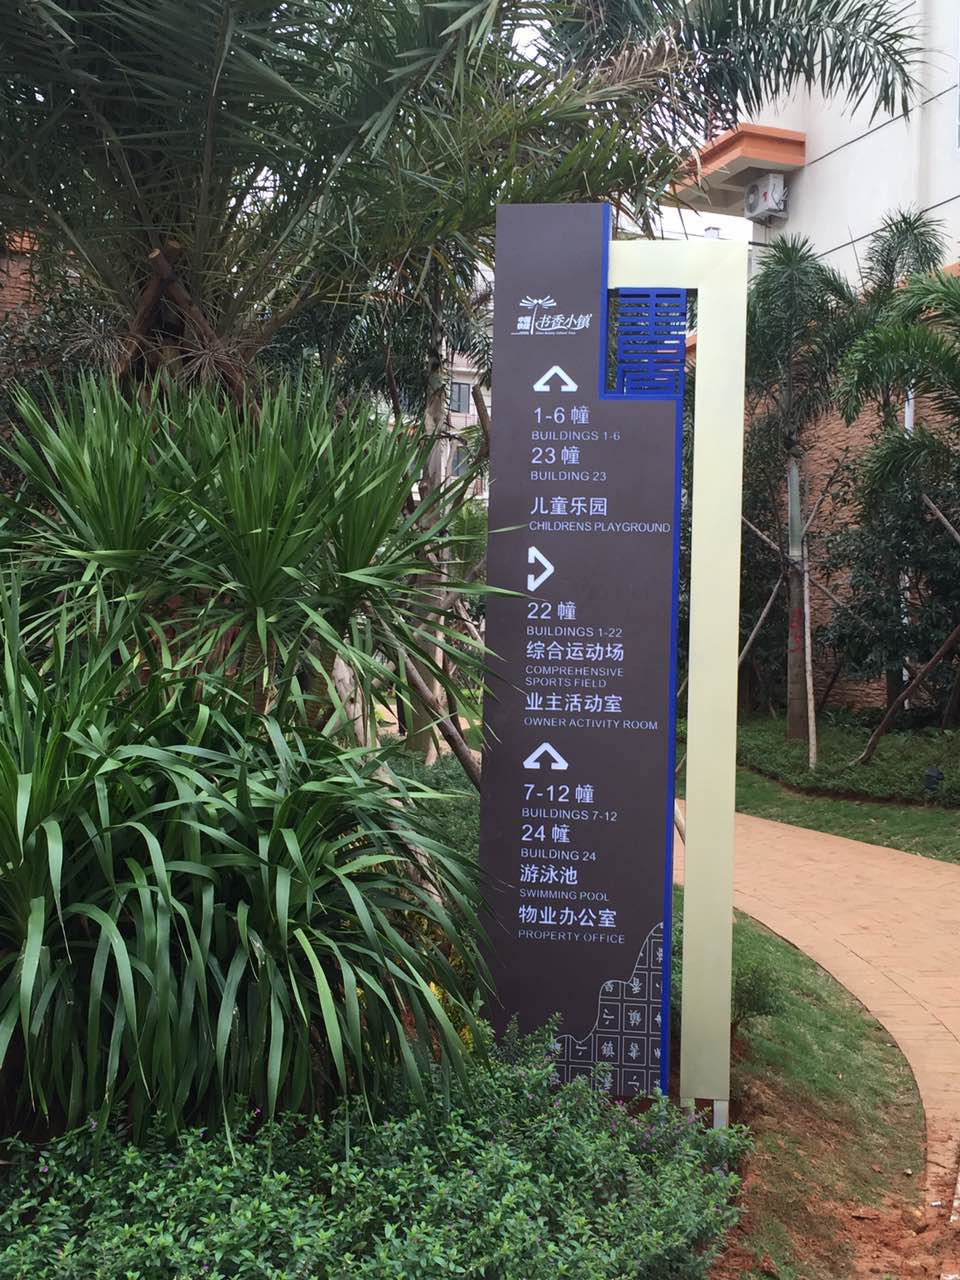 书香小镇
1-6 幢
BUILDINGS 1-6
23 幢
BUILDING 23
儿童乐园
CHILDRENS PLAYGROUND
22 幢
BUILDINGS 1-22
综合运动场
COMPREHENSIVE
SPORTS FIELD
业主活动室
OWNER ACTIVITY ROOM
7-12 幢
BUILDINGS 7-12
24 幢
BUILDING 24
游泳池
SWIMMING POOL
物业办公室
PROPERTY OFFICE